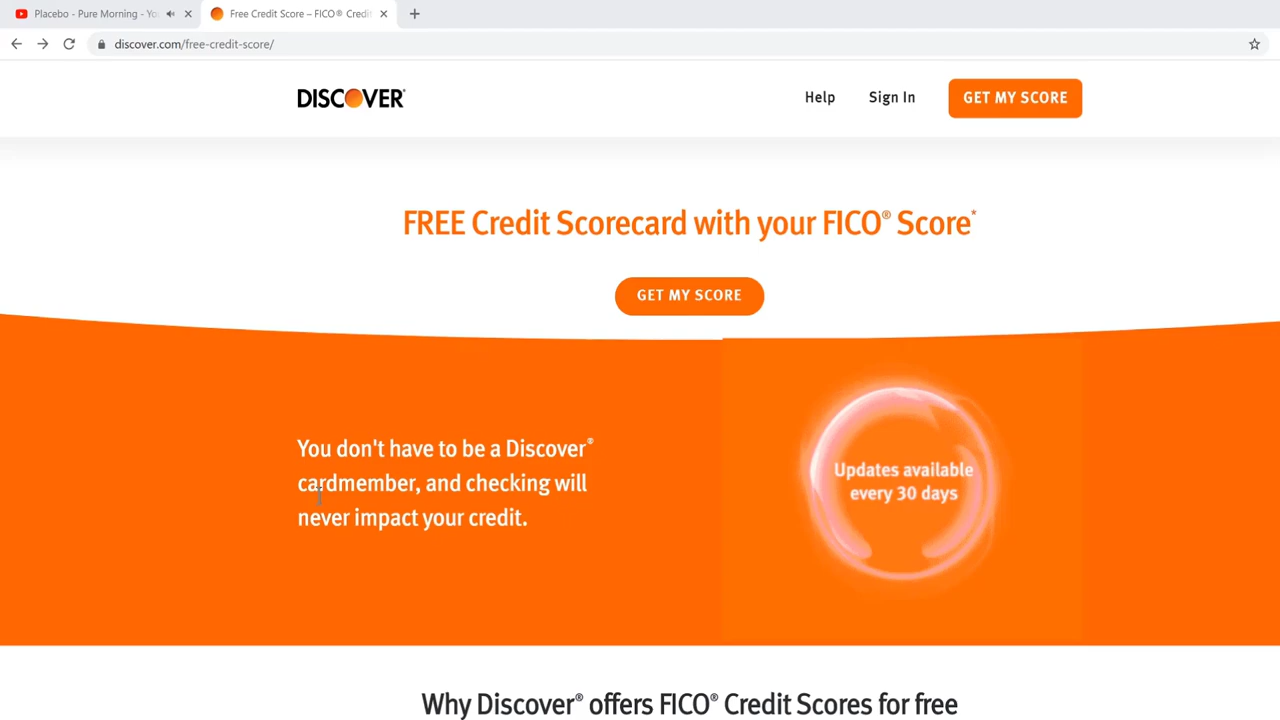 Placebo - Pure Morning - Yo
Free Credit Score – FICO® Credi
discover.com/free-credit-score/
DISCOVER®
Help
Sign In
GET MY SCORE
FREE Credit Scorecard with your FICO® Score*
GET MY SCORE
You don't have to be a Discover®
cardmember, and checking will
never impact your credit.
Updates available
every 30 days
Why Discover® offers FICO® Credit Scores for free